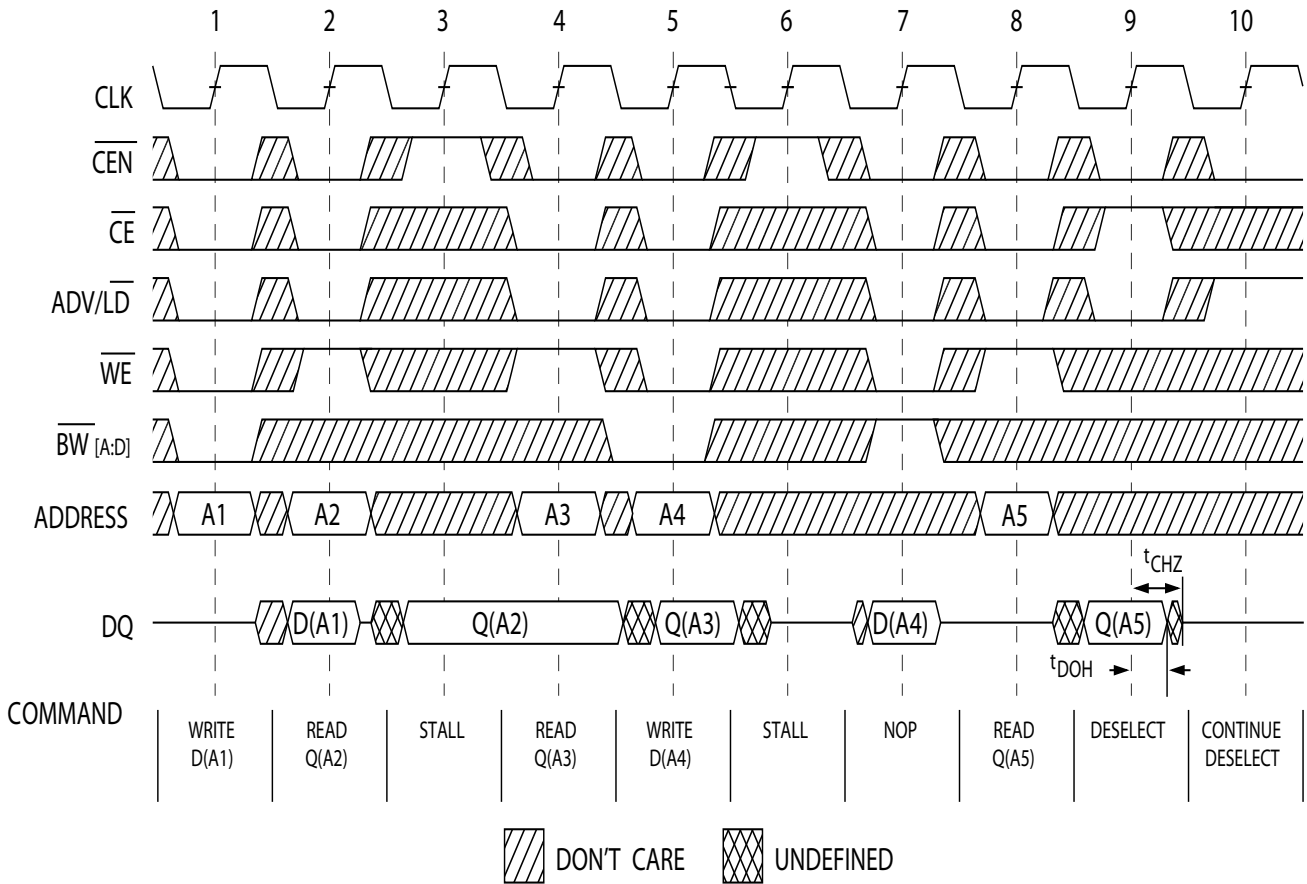 1 2 3 4 5 6 7 8 9 10
CLK
CEN
CE
ADV/LD
WE
BW [A:D]
ADDRESS A1 A2 A3 A4 A5
tCHZ
DQ D(A1) Q(A2) Q(A3) D(A4) Q(A5)
tDOH
COMMAND
WRITE READ STALL READ WRITE STALL NOP READ DESELECT CONTINUE
D(A1) Q(A2) Q(A3) D(A4) Q(A5) DESELECT
DON'T CARE UNDEFINED